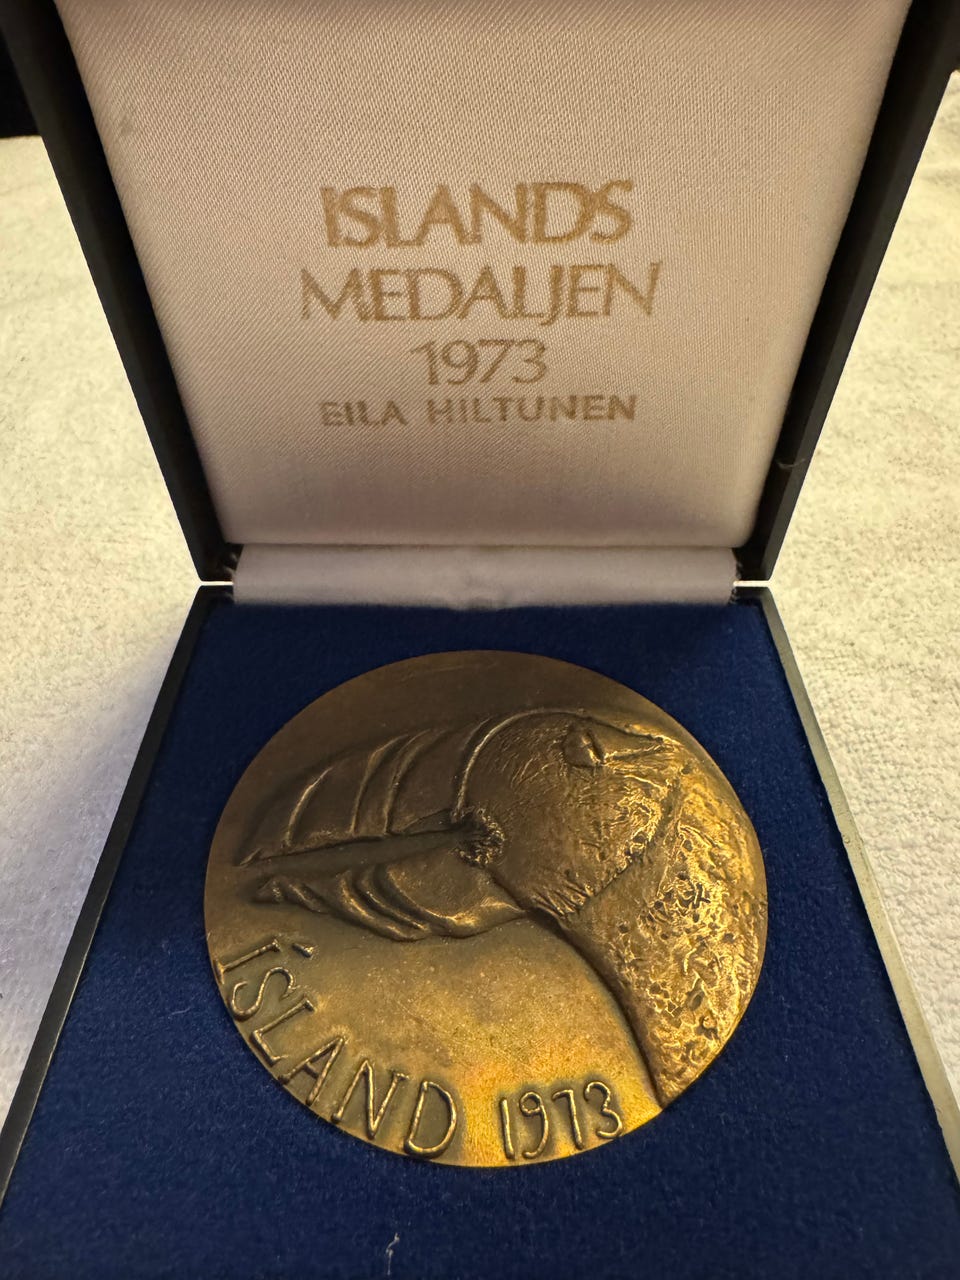 ISLANDS
MEDALJEN
1973
EILA HILTUNEN
ÍSLAND 1973